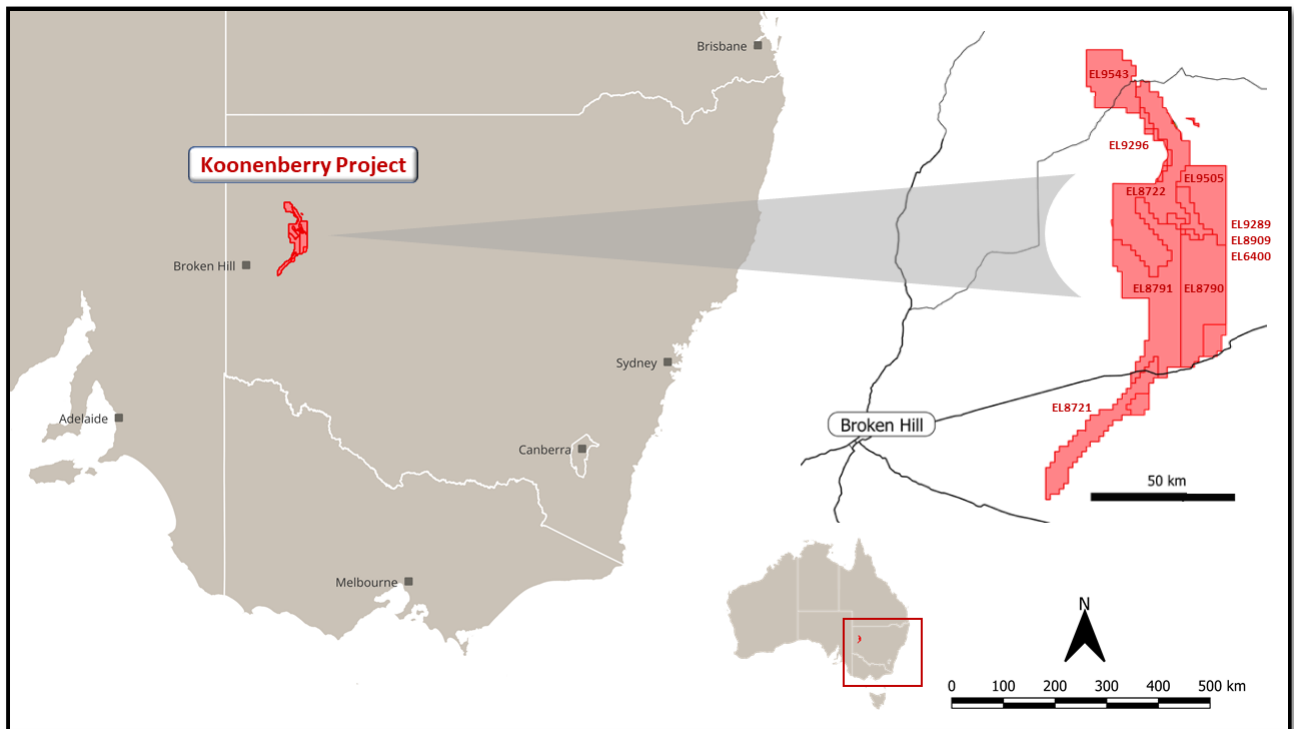 Brisbane
Koonenberry Project
Broken Hill
Sydney
Adelaide
Canberra
Melbourne
EL9543
EL9296
EL9505
EL8722
EL9289
EL8909
EL6400
EL8791
EL8790
EL8721
Broken Hill
50 km
N
0 100 200 300 400 500 km